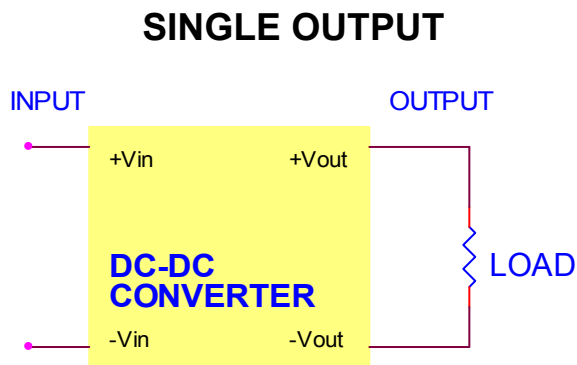 SINGLE OUTPUT
INPUT
OUTPUT
+Vin
+Vout
DC-DC
CONVERTER
LOAD
-Vin
-Vout